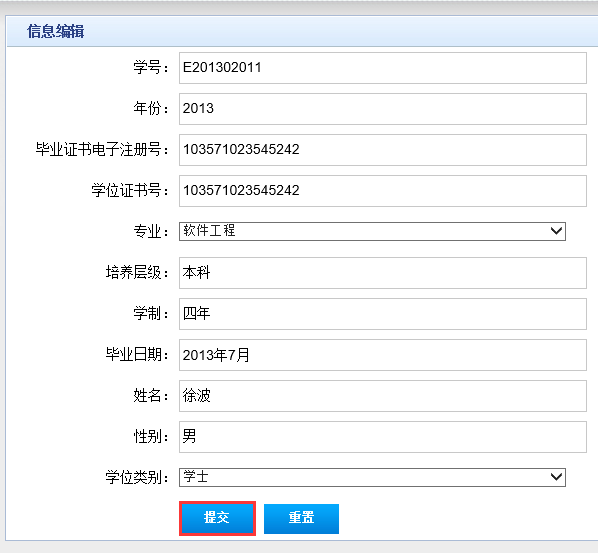 信息编辑
学号： E201302011
年份： 2013
毕业证书电子注册号： 103571023545242
学位证书号： 103571023545242
专业： 软件工程
培养层级： 本科
学制： 四年
毕业日期： 2013年7月
姓名： 徐波
性别： 男
学位类别： 学士
提交 重置